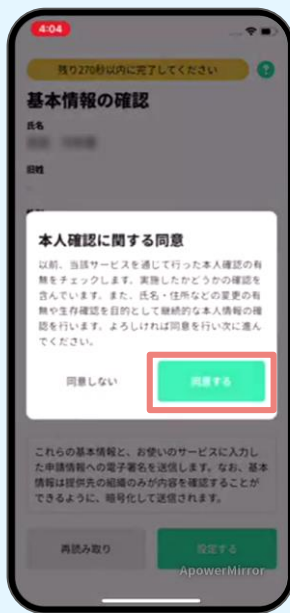 4:04
残り270秒以内に完了してください
?
基本情報の確認
氏名
旧姓
本人確認に関する同意
以前、当該サービスを通じて行った本人確認の有
無をチェックします。実施したかどうかの確認を
含んでいます。また、氏名・住所などの変更の有
無や生存確認を目的として継続的な本人情報の確
認を行います。よろしければ同意を行い次に進ん
でください。
同意しない
同意する
これらの基本情報と、お使いのサービスに入力し
た申請情報への電子署名を送信します。なお、基本
情報は提供先の組織のみが内容を確認することが
できるように、暗号化して送信されます。
再読み取り
設定する
ApowerMirror